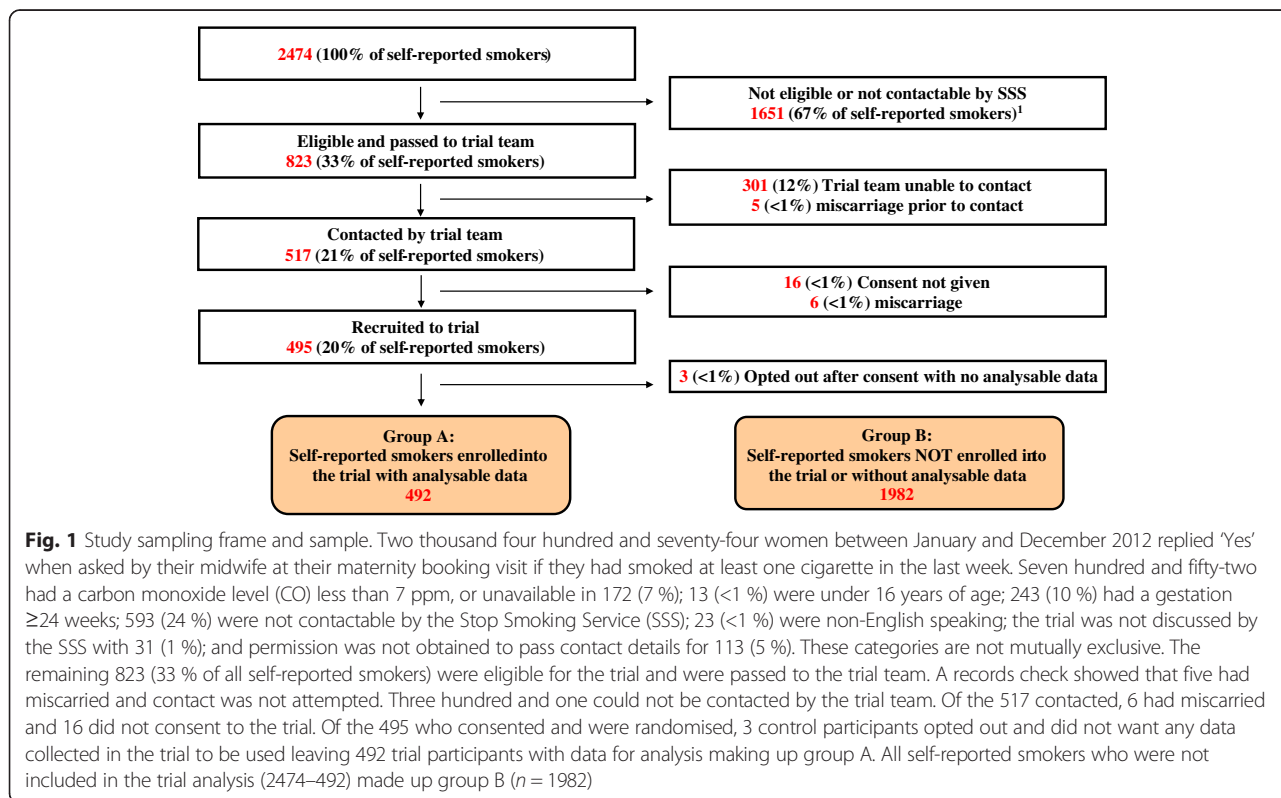 2474 (100% of self-reported smokers)
Not eligible or not contactable by SSS
1651 (67% of self-reported smokers)1
Eligible and passed to trial team
823 (33% of self-reported smokers)
301 (12%) Trial team unable to contact
5 (<1%) miscarriage prior to contact
Contacted by trial team
517 (21% of self-reported smokers)
16 (<1%) Consent not given
6 (<1%) miscarriage
Recruited to trial
495 (20% of self-reported smokers)
3 (<1%) Opted out after consent with no analysable data
Group A:
Self-reported smokers enrolledinto
the trial with analysable data
492
Group B:
Self-reported smokers NOT enrolled into
the trial or without analysable data
1982
Fig. 1 Study sampling frame and sample. Two thousand four hundred and seventy-four women between January and December 2012 replied ‘Yes’
when asked by their midwife at their maternity booking visit if they had smoked at least one cigarette in the last week. Seven hundred and fifty-two
had a carbon monoxide level (CO) less than 7 ppm, or unavailable in 172 (7 %); 13 (<1 %) were under 16 years of age; 243 (10 %) had a gestation
≥24 weeks; 593 (24 %) were not contactable by the Stop Smoking Service (SSS); 23 (<1 %) were non-English speaking; the trial was not discussed by
the SSS with 31 (1 %); and permission was not obtained to pass contact details for 113 (5 %). These categories are not mutually exclusive. The
remaining 823 (33 % of all self-reported smokers) were eligible for the trial and were passed to the trial team. A records check showed that five had
miscarried and contact was not attempted. Three hundred and one could not be contacted by the trial team. Of the 517 contacted, 6 had miscarried
and 16 did not consent to the trial. Of the 495 who consented and were randomised, 3 control participants opted out and did not want any data
collected in the trial to be used leaving 492 trial participants with data for analysis making up group A. All self-reported smokers who were not
included in the trial analysis (2474–492) made up group B (n = 1982)